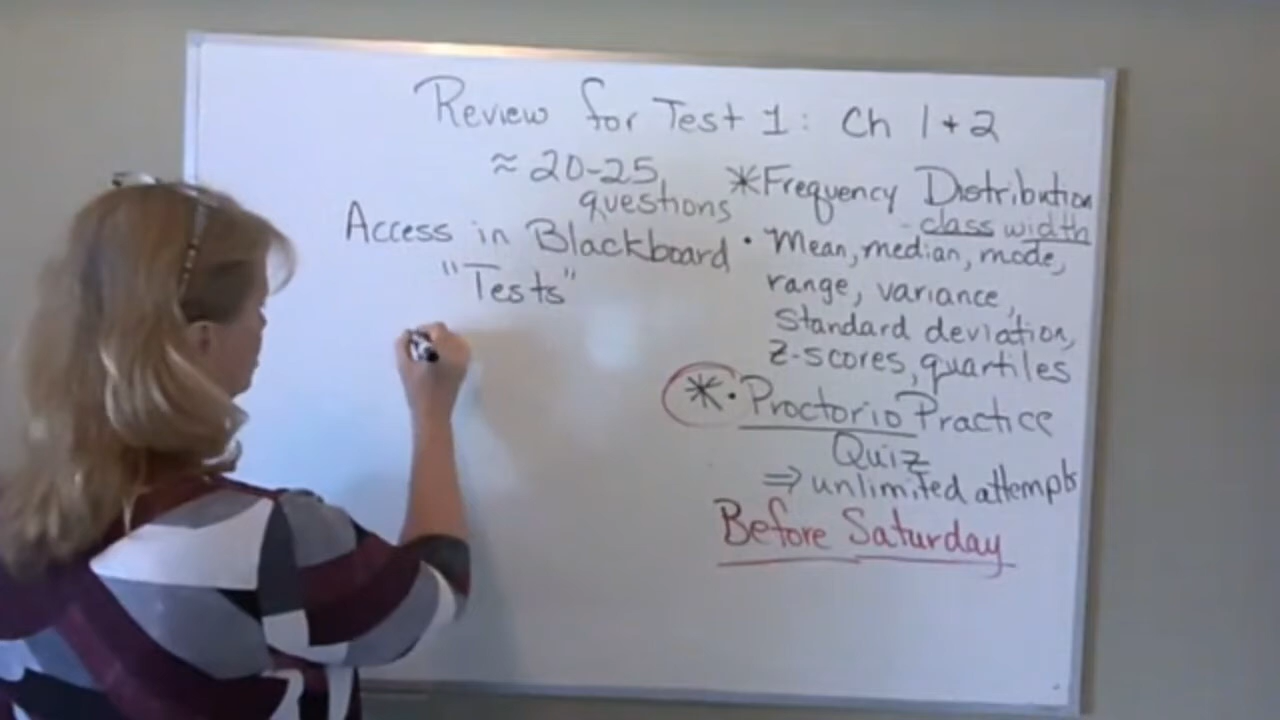 Review for Test 1: Ch 1+2
≈ 20-25
questions
Access in Blackboard
"Tests"
*Frequency Distribution
- class width
• Mean, median, mode,
range, variance,
standard deviation,
z-scores, quartiles
*• Proctorio Practice
Quiz
⇒ unlimited attempts
Before Saturday